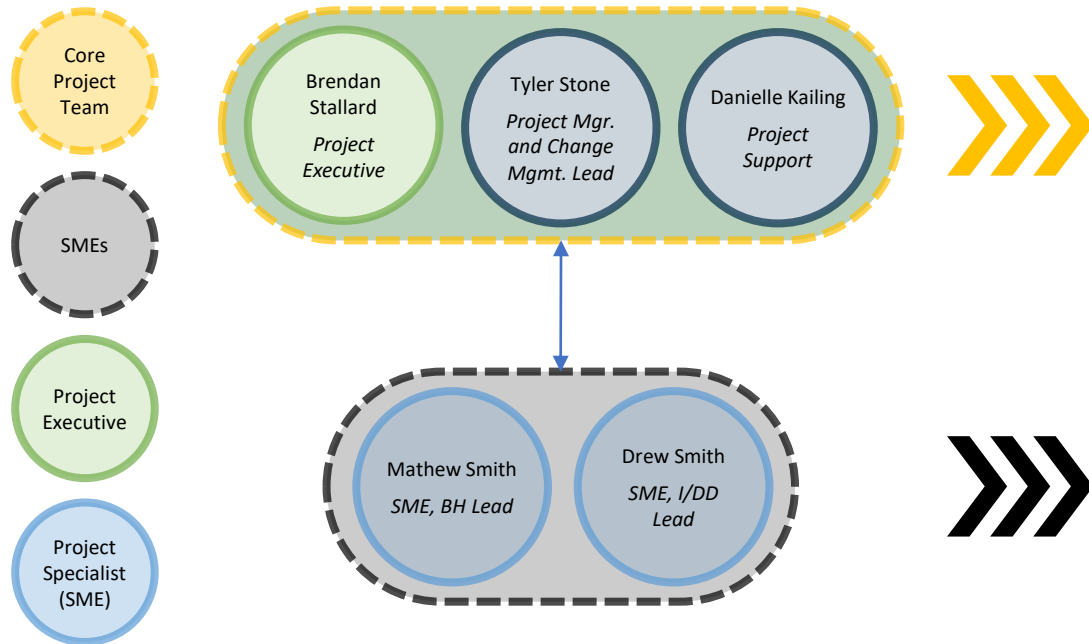 Core
Project
Team
SMEs
Project
Executive
Project
Specialist
(SME)
Brendan
Stallard
Project
Executive
Tyler Stone
Project Mgr.
and Change
Mgmt. Lead
Danielle Kailing
Project
Support
Mathew Smith
SME, BH Lead
Drew Smith
SME, I/DD
Lead